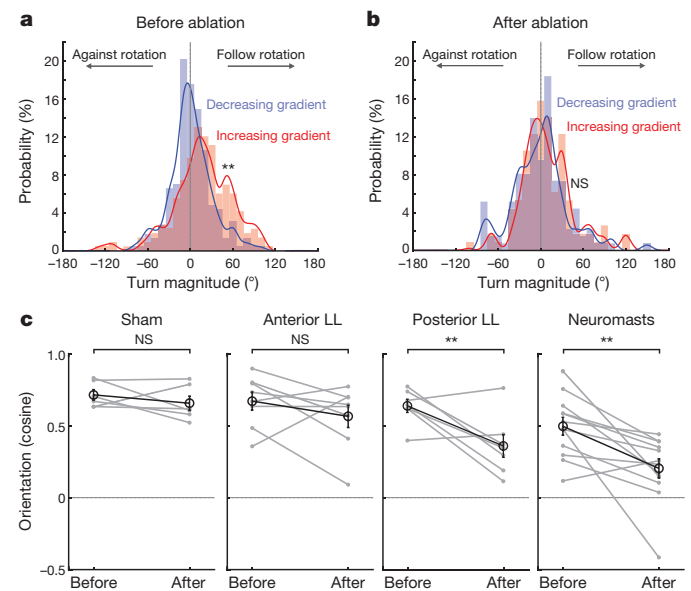 a
Before ablation
Against rotation
Follow rotation
Decreasing gradient
Increasing gradient
**
Probability (%)
20
16
12
8
4
0
−180 −120 −60 0 60 120 180
Turn magnitude (°)
b
After ablation
Against rotation
Follow rotation
Decreasing gradient
Increasing gradient
NS
Probability (%)
20
16
12
8
4
0
−180 −120 −60 0 60 120 180
Turn magnitude (°)
c
Sham
NS
Anterior LL
NS
Posterior LL
**
Neuromasts
**
Orientation (cosine)
1.0
0.5
0
−0.5
Before After
Before After
Before After
Before After